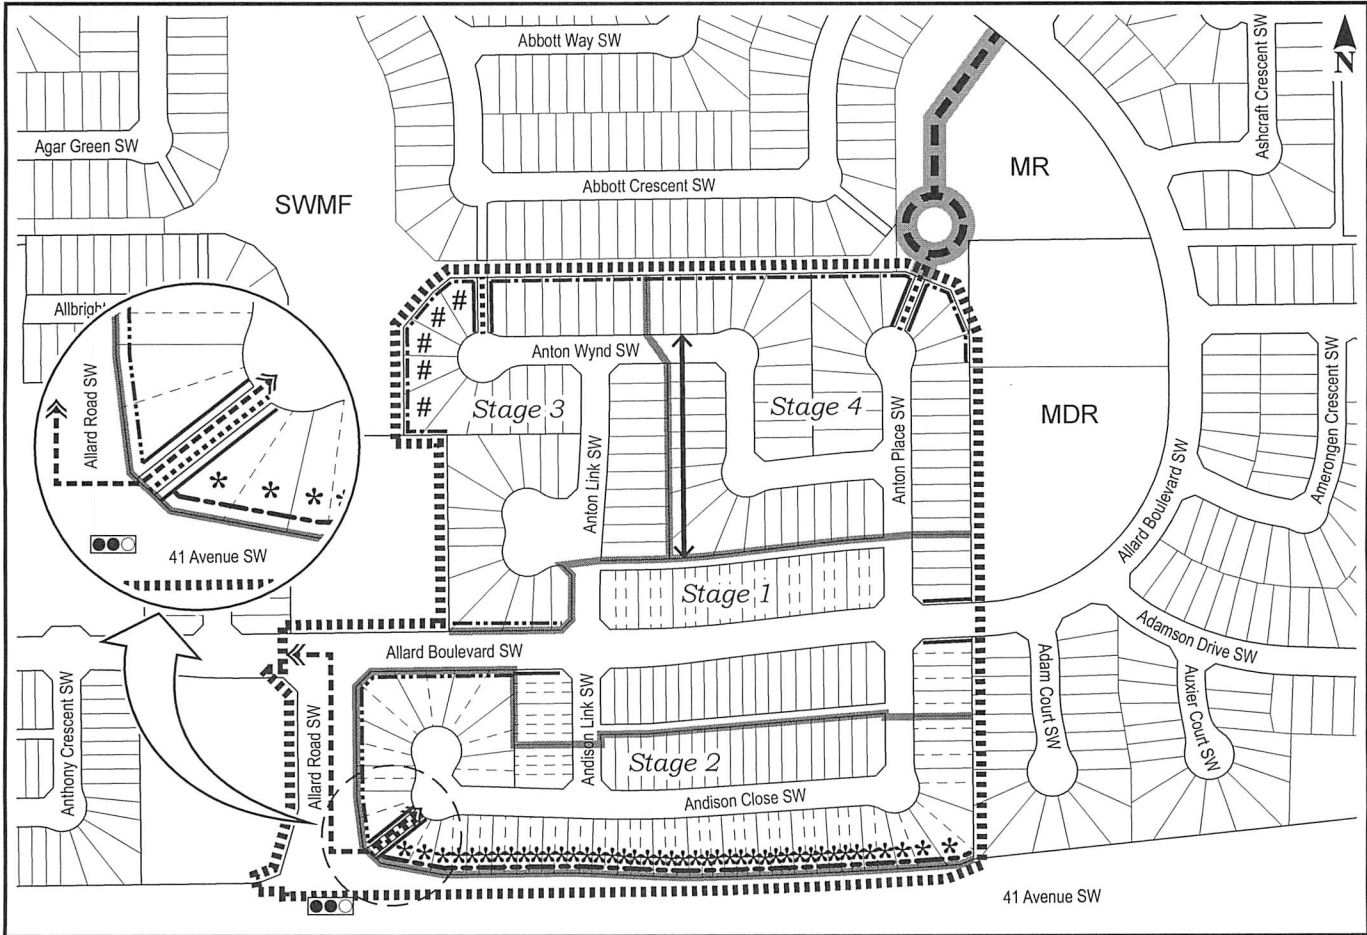 Abbott Way SW
Ashcraft Crescent SW
N
Agar Green SW
MR
Abbott Crescent SW
SWMF
#
#
#
#
#
Anton Wynd SW
Stage 3
Stage 4
MDR
Allard Road SW
Anton Link SW
Anton Place SW
Amerongen Crescent SW
Allard Boulevard SW
* * * *
41 Avenue SW
Stage 1
Adamson Drive SW
Allard Boulevard SW
Anthony Crescent SW
Allard Road SW
Andison Link SW
Adam Court SW
Auxier Court SW
Stage 2
Andison Close SW
41 Avenue SW